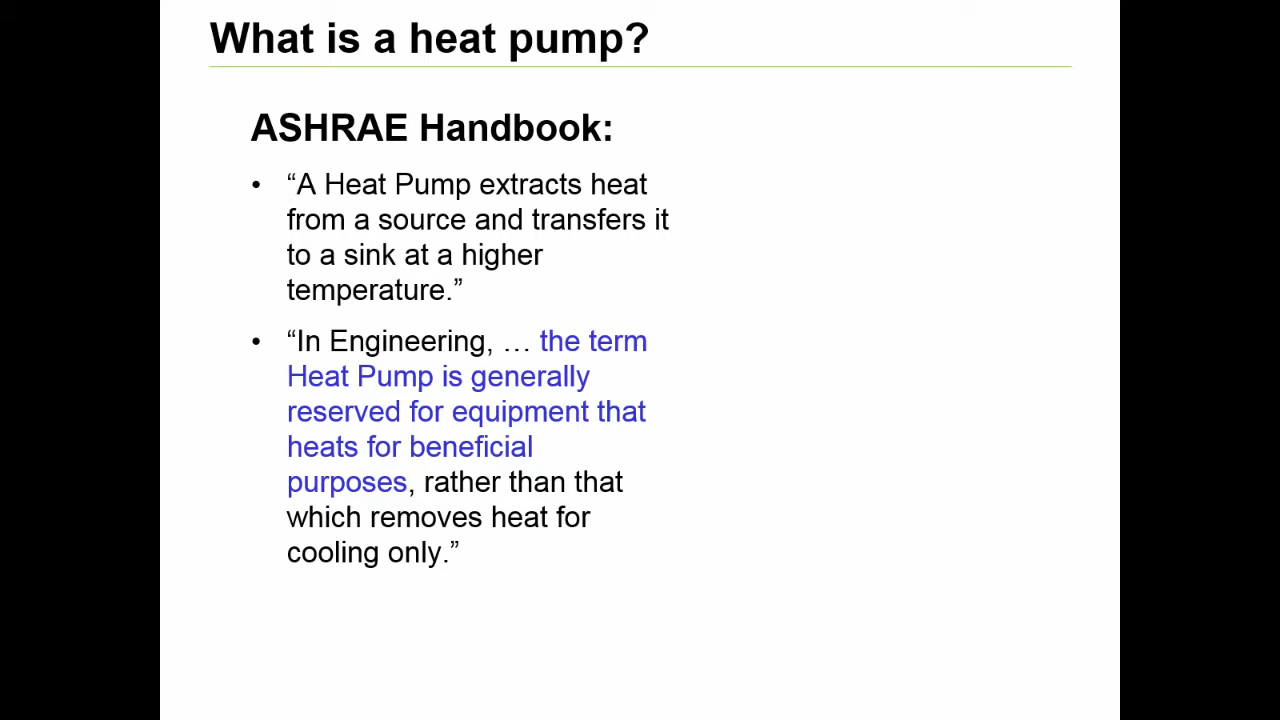 What is a heat pump?
ASHRAE Handbook:
• “A Heat Pump extracts heat
from a source and transfers it
to a sink at a higher
temperature.”
• “In Engineering, … the term
Heat Pump is generally
reserved for equipment that
heats for beneficial
purposes, rather than that
which removes heat for
cooling only.”